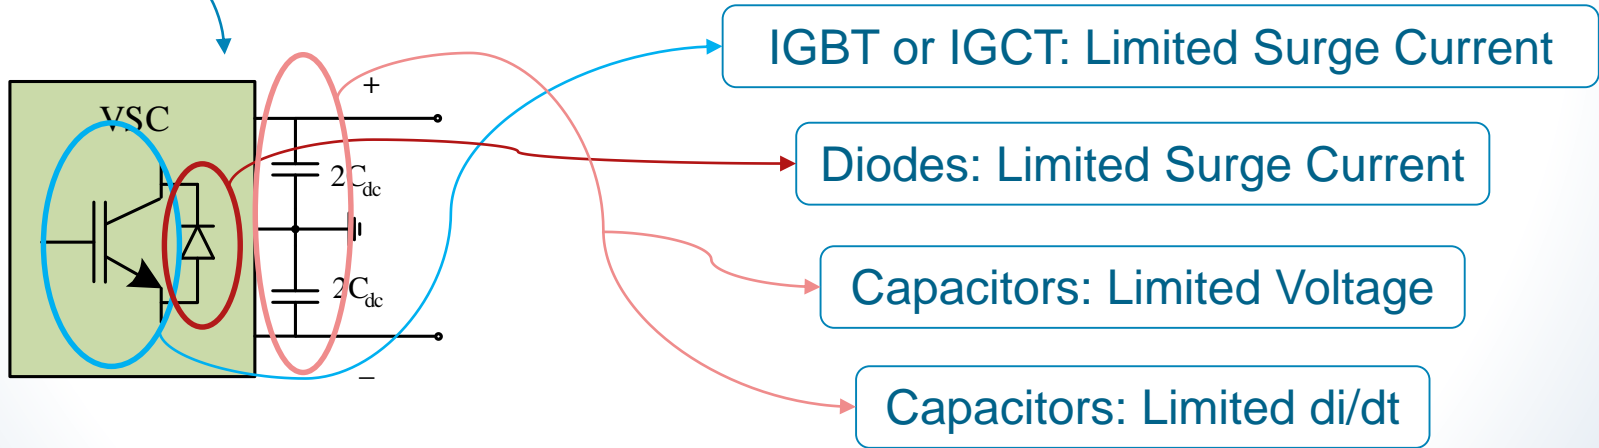 IGBT or IGCT: Limited Surge Current
+
VSC
Diodes: Limited Surge Current
2Cdc
Capacitors: Limited Voltage
2Cdc
–
Capacitors: Limited di/dt